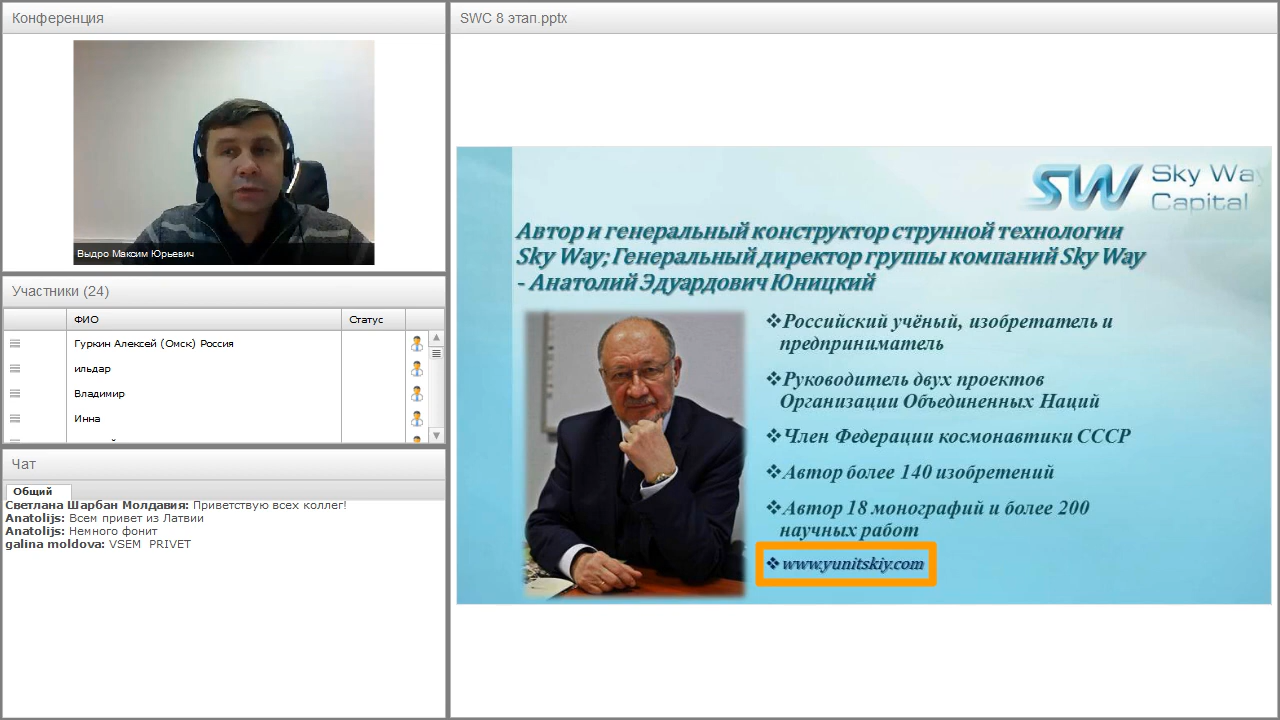 Конференция
Выдро Максим Юрьевич
Участники (24)
ФИО
Статус
Гуркин Алексей (Омск) Россия
ильдар
Владимир
Инна
Чат
Общий
Светлана Шарбан Молдавия: Приветствую всех коллег!
Anatolijs: Всем привет из Латвии
Anatolijs: Немного фонит
galina moldova: VSEM PRIVET
SWC 8 этап.pptx
SW Sky Way
Capital
Автор и генеральный конструктор струнной технологии
Sky Way; Генеральный директор группы компаний Sky Way
- Анатолий Эдуардович Юницкий
❖Российский учёный, изобретатель и
предприниматель
❖Руководитель двух проектов
Организации Объединенных Наций
❖Член Федерации космонавтики СССР
❖Автор более 140 изобретений
❖Автор 18 монографий и более 200
научных работ
❖www.yunitskiy.com